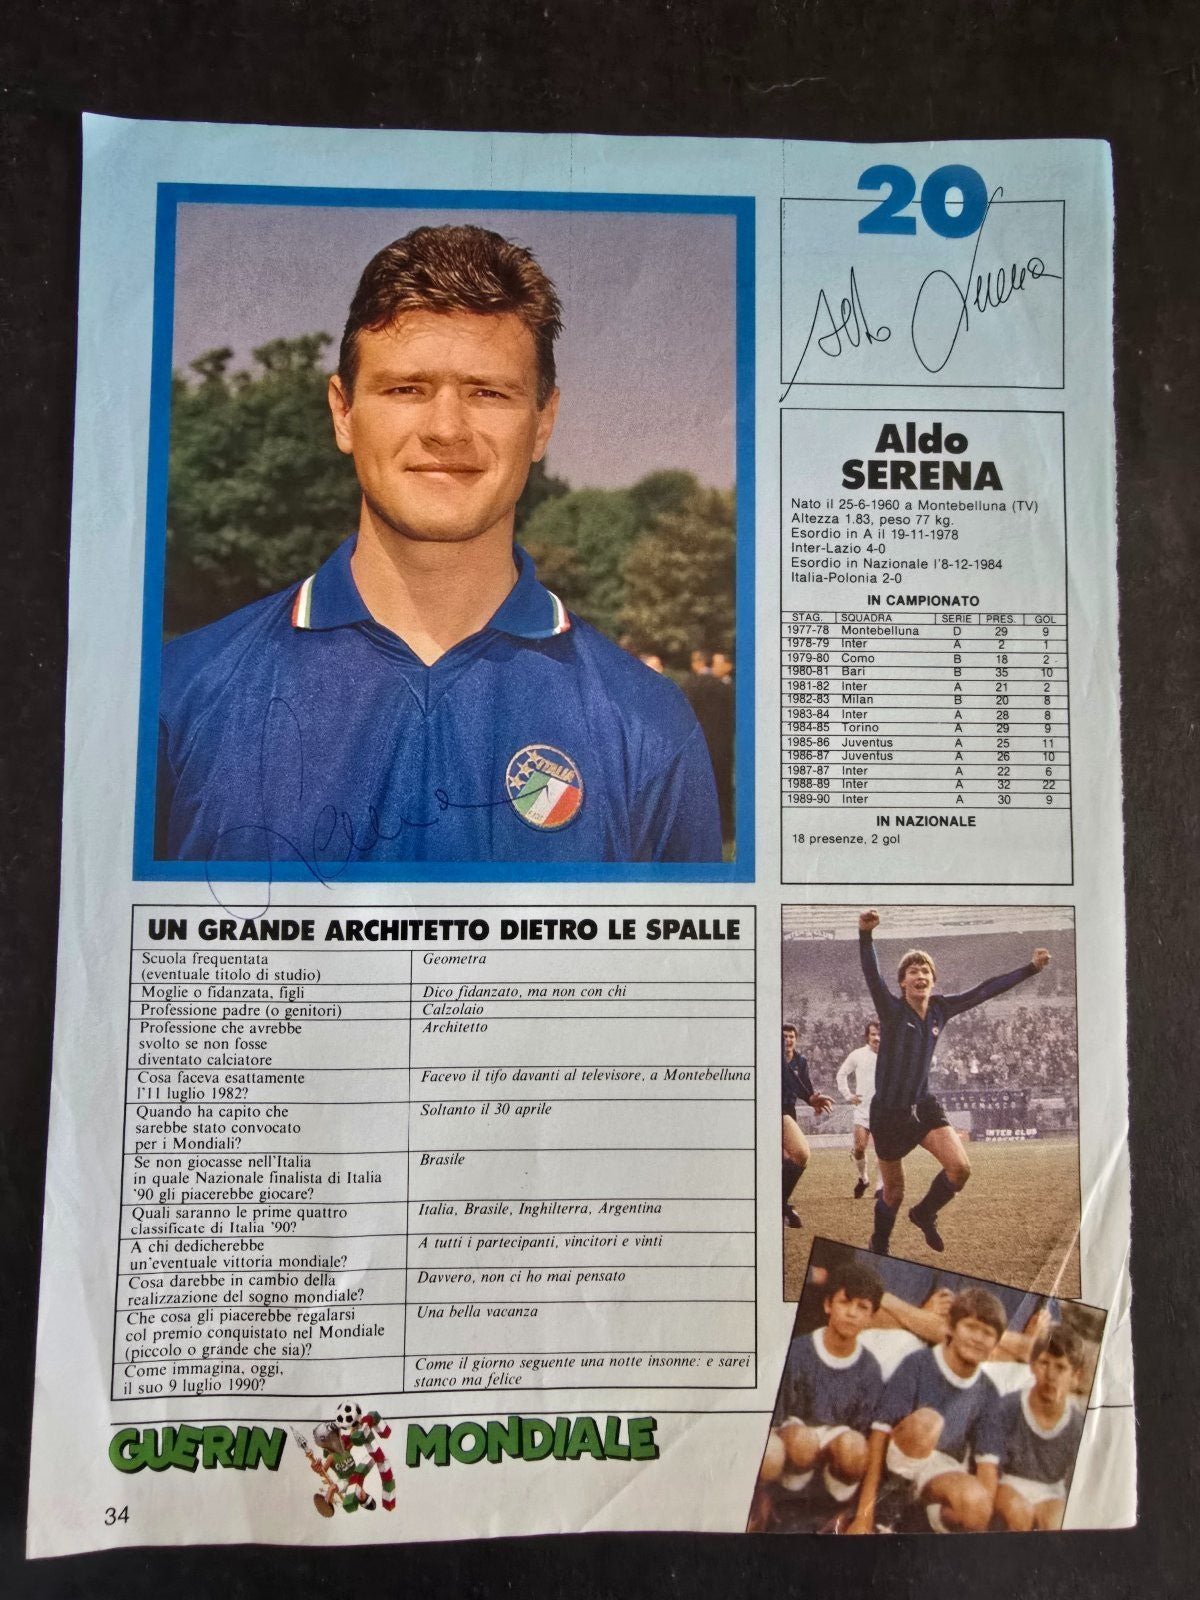 20
Aldo Serena
Aldo
SERENA
Nato il 25-6-1960 a Montebelluna (TV)
Altezza 1.83, peso 77 kg.
Esordio in A il 19-11-1978
Inter-Lazio 4-0
Esordio in Nazionale l'8-12-1984
Italia-Polonia 2-0
IN CAMPIONATO
STAG. SQUADRA SERIE PRES. GOL
1977-78 Montebelluna D 29 9
1978-79 Inter A 2 1
1979-80 Como B 18 2
1980-81 Bari B 35 10
1981-82 Inter A 21 2
1982-83 Milan B 20 8
1983-84 Inter A 28 8
1984-85 Torino A 29 9
1985-86 Juventus A 25 11
1986-87 Juventus A 26 10
1987-87 Inter A 22 6
1988-89 Inter A 32 22
1989-90 Inter A 30 9
IN NAZIONALE
18 presenze, 2 gol
ITALIA
Serena
UN GRANDE ARCHITETTO DIETRO LE SPALLE
Scuola frequentata
(eventuale titolo di studio)
Geometra
Moglie o fidanzata, figli
Dico fidanzato, ma non con chi
Professione padre (o genitori)
Calzolaio
Professione che avrebbe
svolto se non fosse
diventato calciatore
Architetto
Cosa faceva esattamente
l'11 luglio 1982?
Facevo il tifo davanti al televisore, a Montebelluna
Quando ha capito che
sarebbe stato convocato
per i Mondiali?
Soltanto il 30 aprile
Se non giocasse nell'Italia
in quale Nazionale finalista di Italia
'90 gli piacerebbe giocare?
Brasile
Quali saranno le prime quattro
classificate di Italia '90?
Italia, Brasile, Inghilterra, Argentina
A chi dedicherebbe
un'eventuale vittoria mondiale?
A tutti i partecipanti, vincitori e vinti
Cosa darebbe in cambio della
realizzazione del sogno mondiale?
Davvero, non ci ho mai pensato
Che cosa gli piacerebbe regalarsi
col premio conquistato nel Mondiale
(piccolo o grande che sia)?
Una bella vacanza
Come immagina, oggi,
il suo 9 luglio 1990?
Come il giorno seguente una notte insonne: e sarei
stanco ma felice
INTER CLUB
GUERIN MONDIALE
34